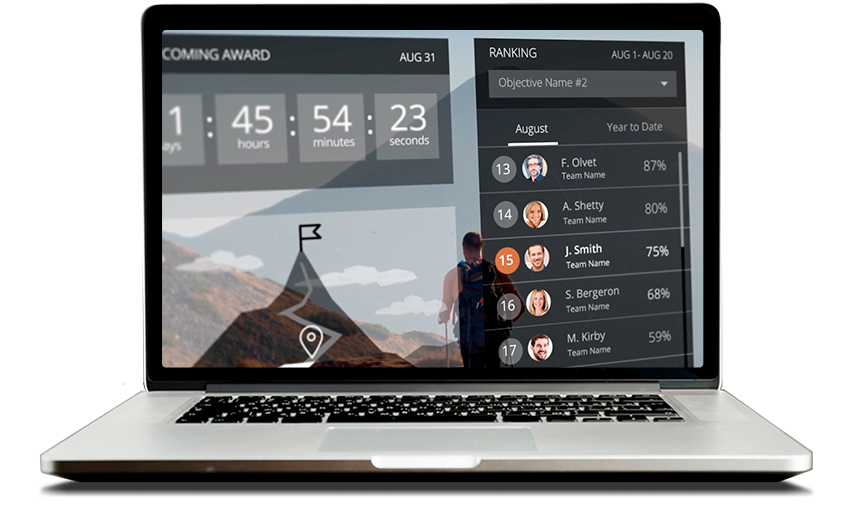 COMING AWARD
AUG 31
1 : 45 : 54 : 23
ays hours minutes seconds
RANKING
AUG 1- AUG 20
Objective Name #2
August
Year to Date
13 F. Olvet 87%
Team Name
14 A. Shetty 80%
Team Name
15 J. Smith 75%
Team Name
16 S. Bergeron 68%
Team Name
17 M. Kirby 59%
Team Name